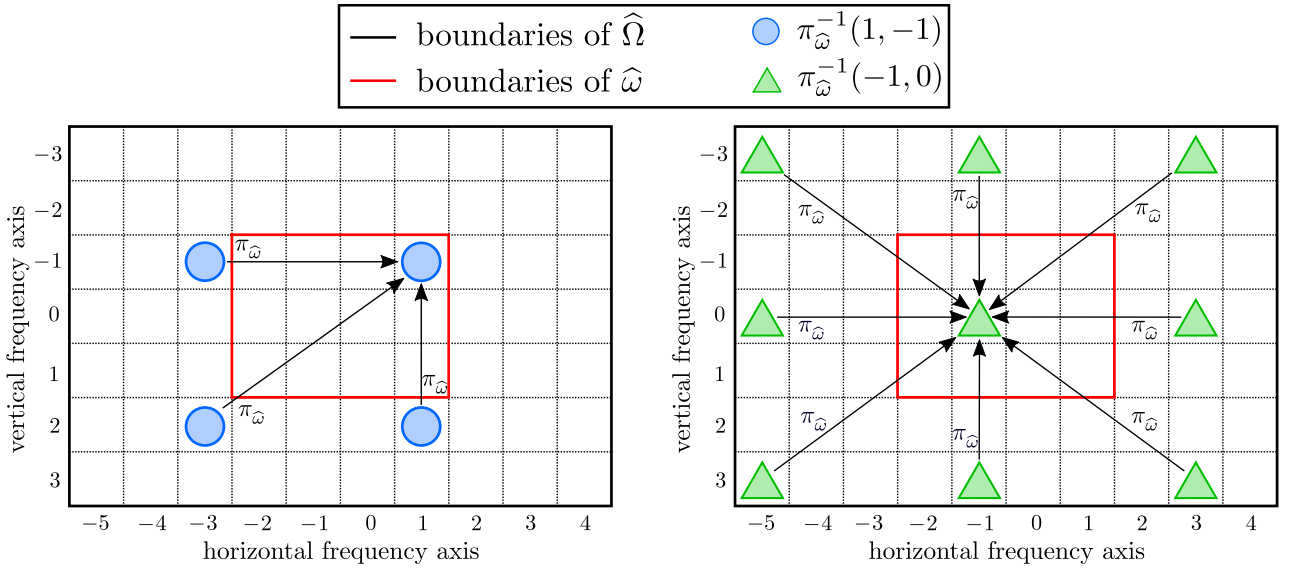 boundaries of Ω̂
boundaries of ω̂
π_ω̂^{-1}(1, −1)
π_ω̂^{-1}(−1, 0)
vertical frequency axis
−3
−2
−1
0
1
2
3
π_ω̂
π_ω̂
π_ω̂
−5 −4 −3 −2 −1 0 1 2 3 4
horizontal frequency axis
vertical frequency axis
−3
−2
−1
0
1
2
3
π_ω̂
π_ω̂
π_ω̂
π_ω̂
π_ω̂
π_ω̂
π_ω̂
π_ω̂
−5 −4 −3 −2 −1 0 1 2 3 4
horizontal frequency axis